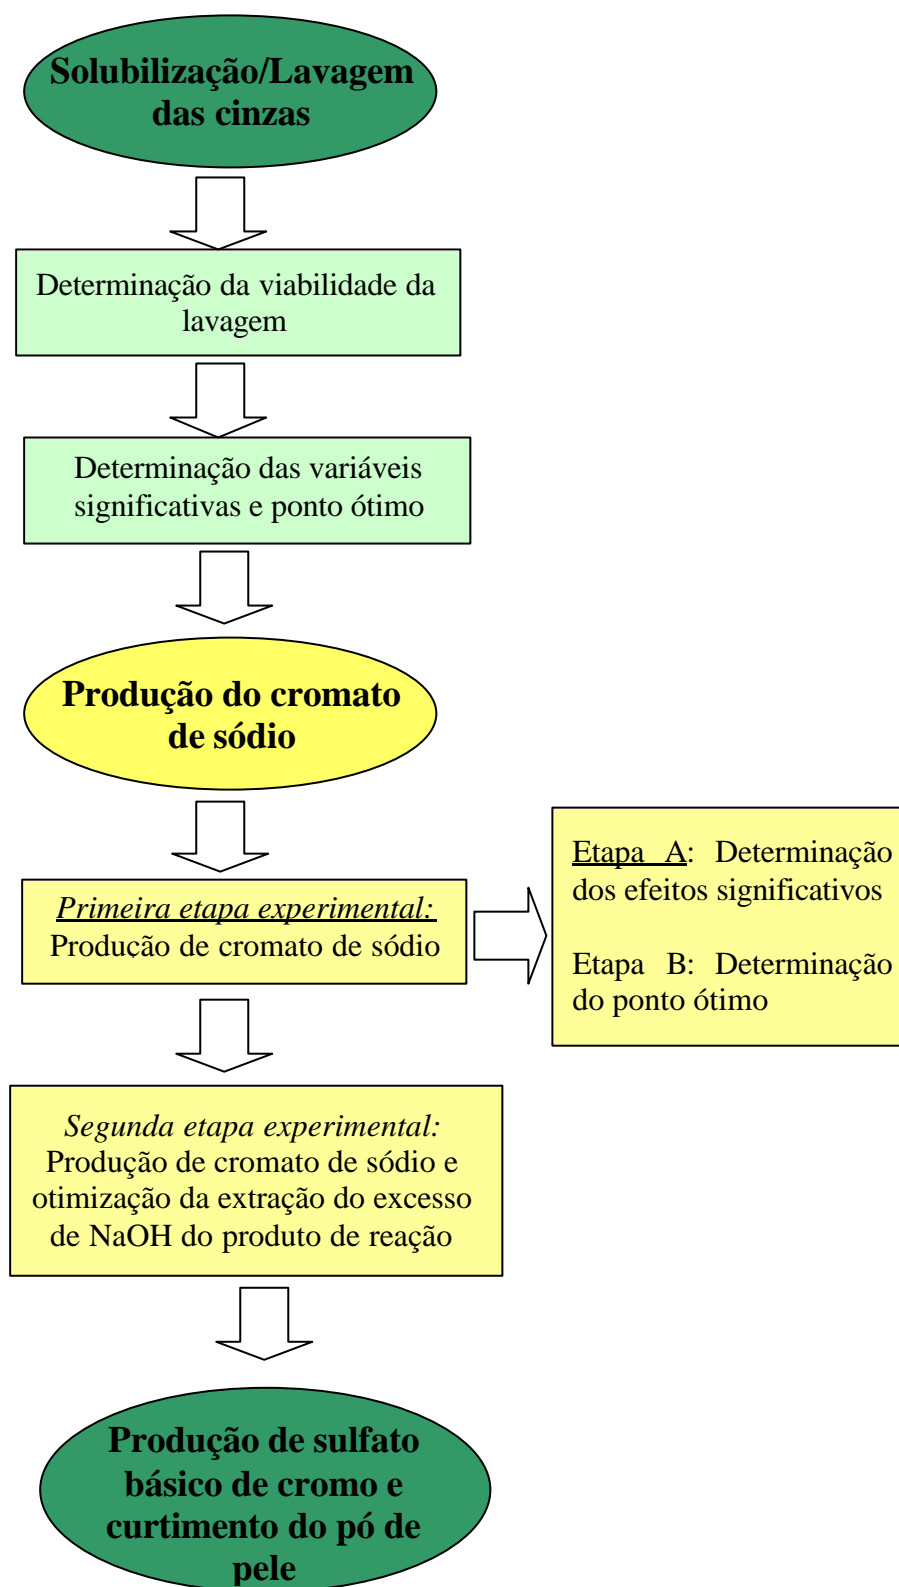 Solubilização/Lavagem
das cinzas
Determinação da viabilidade da
lavagem
Determinação das variáveis
significativas e ponto ótimo
Produção do cromato
de sódio
Primeira etapa experimental:
Produção de cromato de sódio
Etapa A: Determinação
dos efeitos significativos
Etapa B: Determinação
do ponto ótimo
Segunda etapa experimental:
Produção de cromato de sódio e
otimização da extração do excesso
de NaOH do produto de reação
Produção de sulfato
básico de cromo e
curtimento do pó de
pele